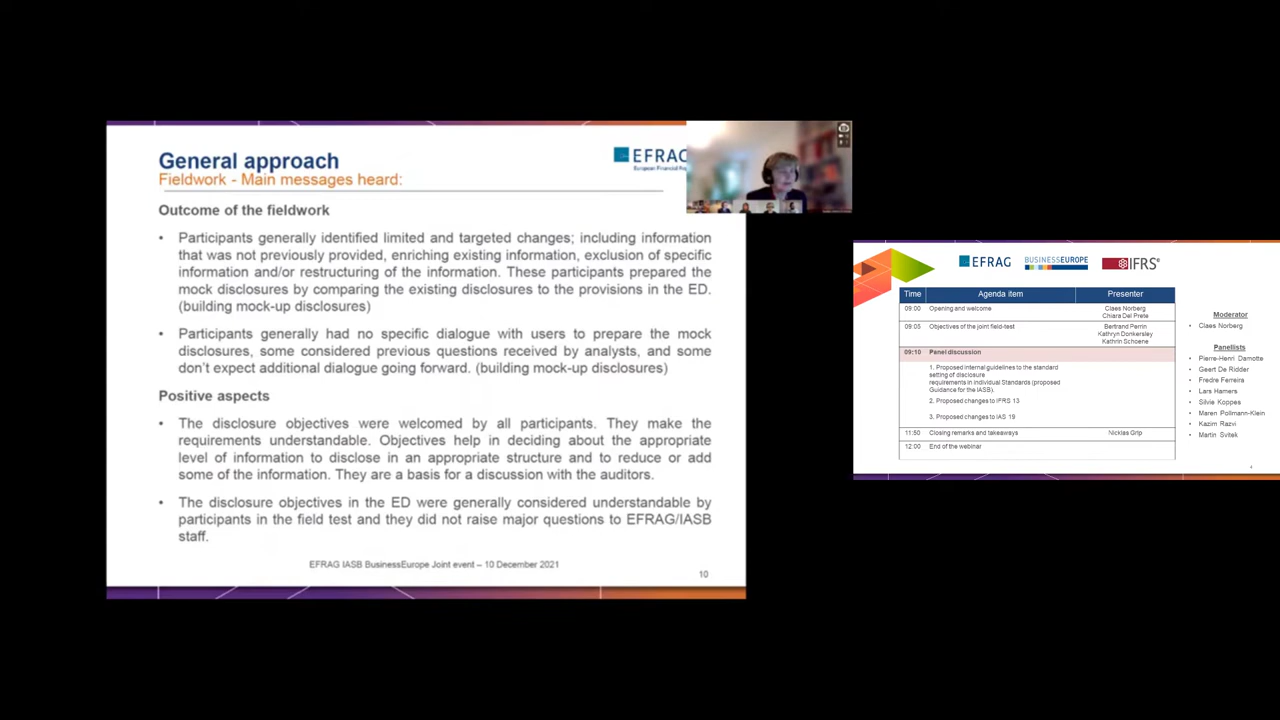 General approach
Fieldwork - Main messages heard:
EFRAG
Outcome of the fieldwork
• Participants generally identified limited and targeted changes; including information
that was not previously provided, enriching existing information, exclusion of specific
information and/or restructuring of the information. These participants prepared the
mock disclosures by comparing the existing disclosures to the provisions in the ED.
(building mock-up disclosures)
• Participants generally had no specific dialogue with users to prepare the mock
disclosures, some considered previous questions received by analysts, and some
don't expect additional dialogue going forward. (building mock-up disclosures)
Positive aspects
• The disclosure objectives were welcomed by all participants. They make the
requirements understandable. Objectives help in deciding about the appropriate
level of information to disclose in an appropriate structure and to reduce or add
some of the information. They are a basis for a discussion with the auditors.
• The disclosure objectives in the ED were generally considered understandable by
participants in the field test and they did not raise major questions to EFRAG/IASB
staff.
EFRAG IASB BusinessEurope Joint event – 10 December 2021
10
EFRAG BUSINESSEUROPE IFRS®
Time Agenda item Presenter
09:00 Opening and welcome Claes Norberg
Chiara Del Prete
09:05 Objectives of the joint field-test Bertrand Perrin
Kathryn Donkersley
Kathrin Schoene
09:10 Panel discussion
1. Proposed internal guidelines to the standard
setting of disclosure
requirements in individual Standards (proposed
Guidance for the IASB).
2. Proposed changes to IFRS 13
3. Proposed changes to IAS 19
11:50 Closing remarks and takeaways Nicklas Grip
12:00 End of the webinar
Moderator
• Claes Norberg
Panellists
• Pierre-Henri Damotte
• Geert De Ridder
• Fredre Ferreira
• Lars Hamers
• Silvie Koppes
• Maren Pollmann-Klein
• Kazim Razvi
• Martin Svitek
4